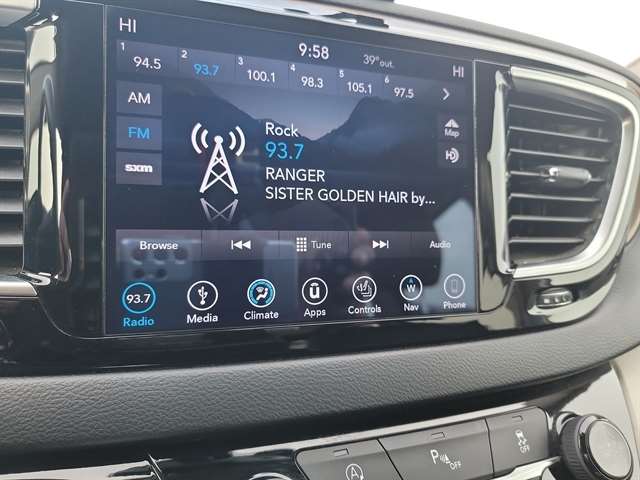 HI
9:58
39° out.
HI
1 94.5
2 93.7
3 100.1
4 98.3
5 105.1
6 97.5
AM
FM
sxm
Map
HD
Rock
93.7
RANGER
SISTER GOLDEN HAIR by...
Browse
Tune
Audio
93.7
u
W
Radio
Media
Climate
Apps
Controls
Nav
Phone
A
P OFF
OFF